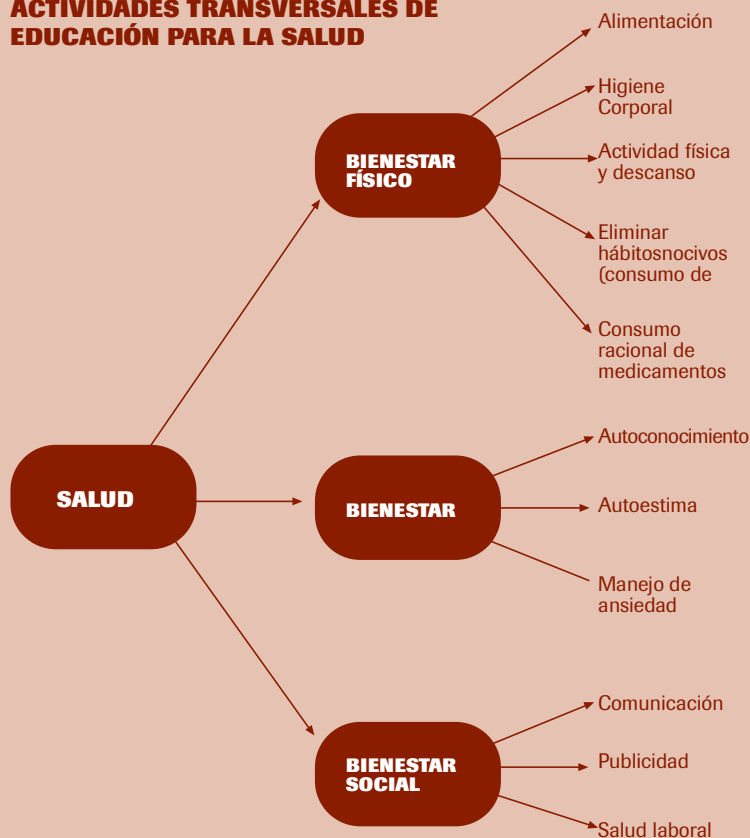 ACTIVIDADES TRANSVERSALES DE
EDUCACIÓN PARA LA SALUD
SALUD
BIENESTAR
FÍSICO
Alimentación
Higiene
Corporal
Actividad física
y descanso
Eliminar
hábitosnocivos
(consumo de
Consumo
racional de
medicamentos
BIENESTAR
Autoconocimiento
Autoestima
Manejo de
ansiedad
BIENESTAR
SOCIAL
Comunicación
Publicidad
Salud laboral